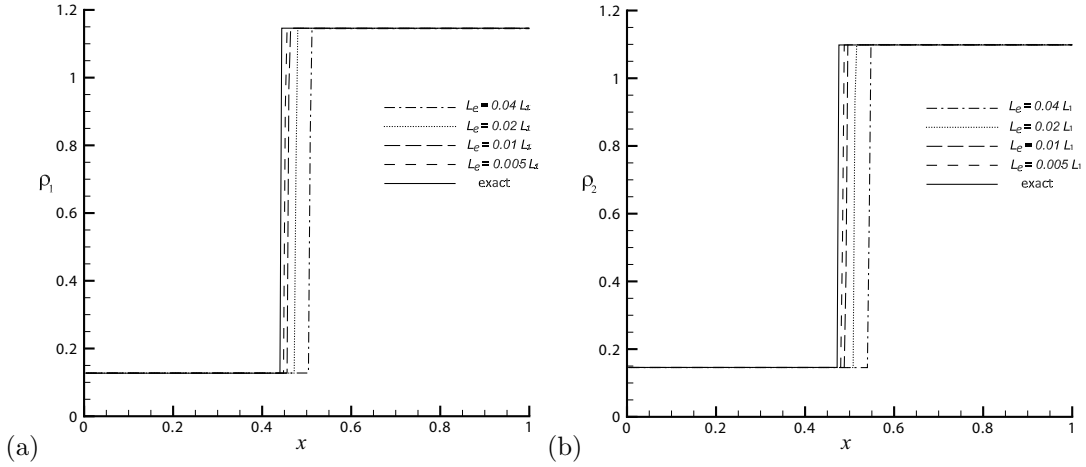 1.2
1
0.8
0.6
0.4
0.2
0
ρ1
Le = 0.04 L
Le = 0.02 L
Le = 0.01 L
Le = 0.005 L
exact
0
0.2
0.4
0.6
0.8
1
x
(a)
1.2
1
0.8
0.6
0.4
0.2
0
ρ2
Le = 0.04 L1
Le = 0.02 L1
Le = 0.01 L1
Le = 0.005 L1
exact
0
0.2
0.4
0.6
0.8
1
x
(b)